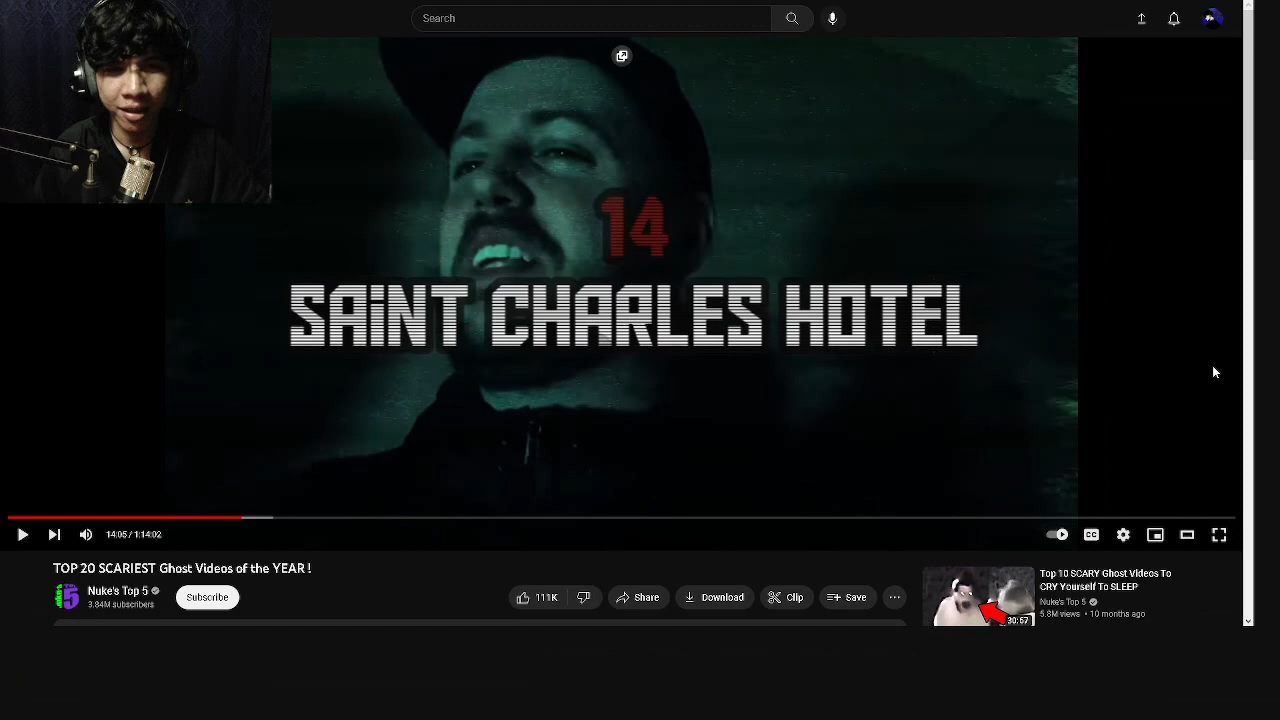 Search
14
SAiNT CHARLES HOTEL
14:05 / 1:14:02
CC
TOP 20 SCARIEST Ghost Videos of the YEAR!
Nuke's Top 5
3.84M subscribers
Subscribe
111K
Share
Download
Clip
Save
5
Top 10 SCARY Ghost Videos To
CRY Yourself To SLEEP
Nuke's Top 5
5.8M views • 10 months ago
30:57